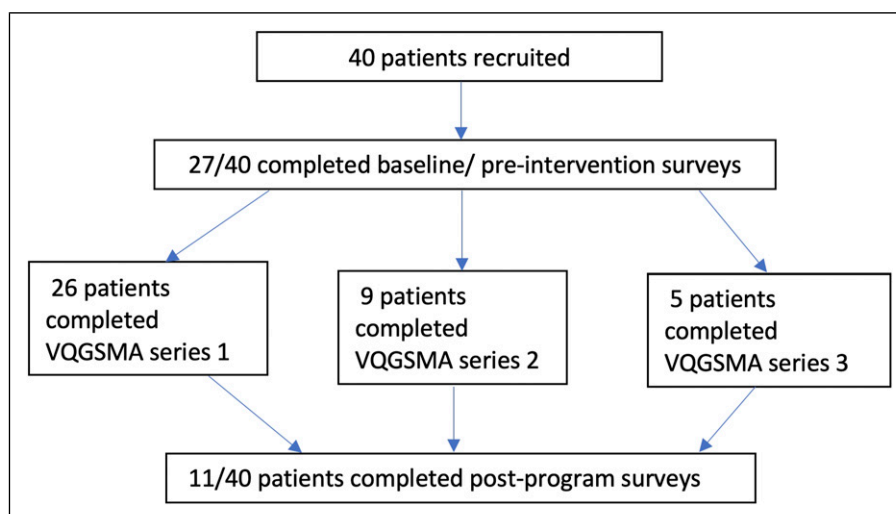 40 patients recruited
27/40 completed baseline/ pre-intervention surveys
26 patients
completed
VQGSMA series 1
9 patients
completed
VQGSMA series 2
5 patients
completed
VQGSMA series 3
11/40 patients completed post-program surveys